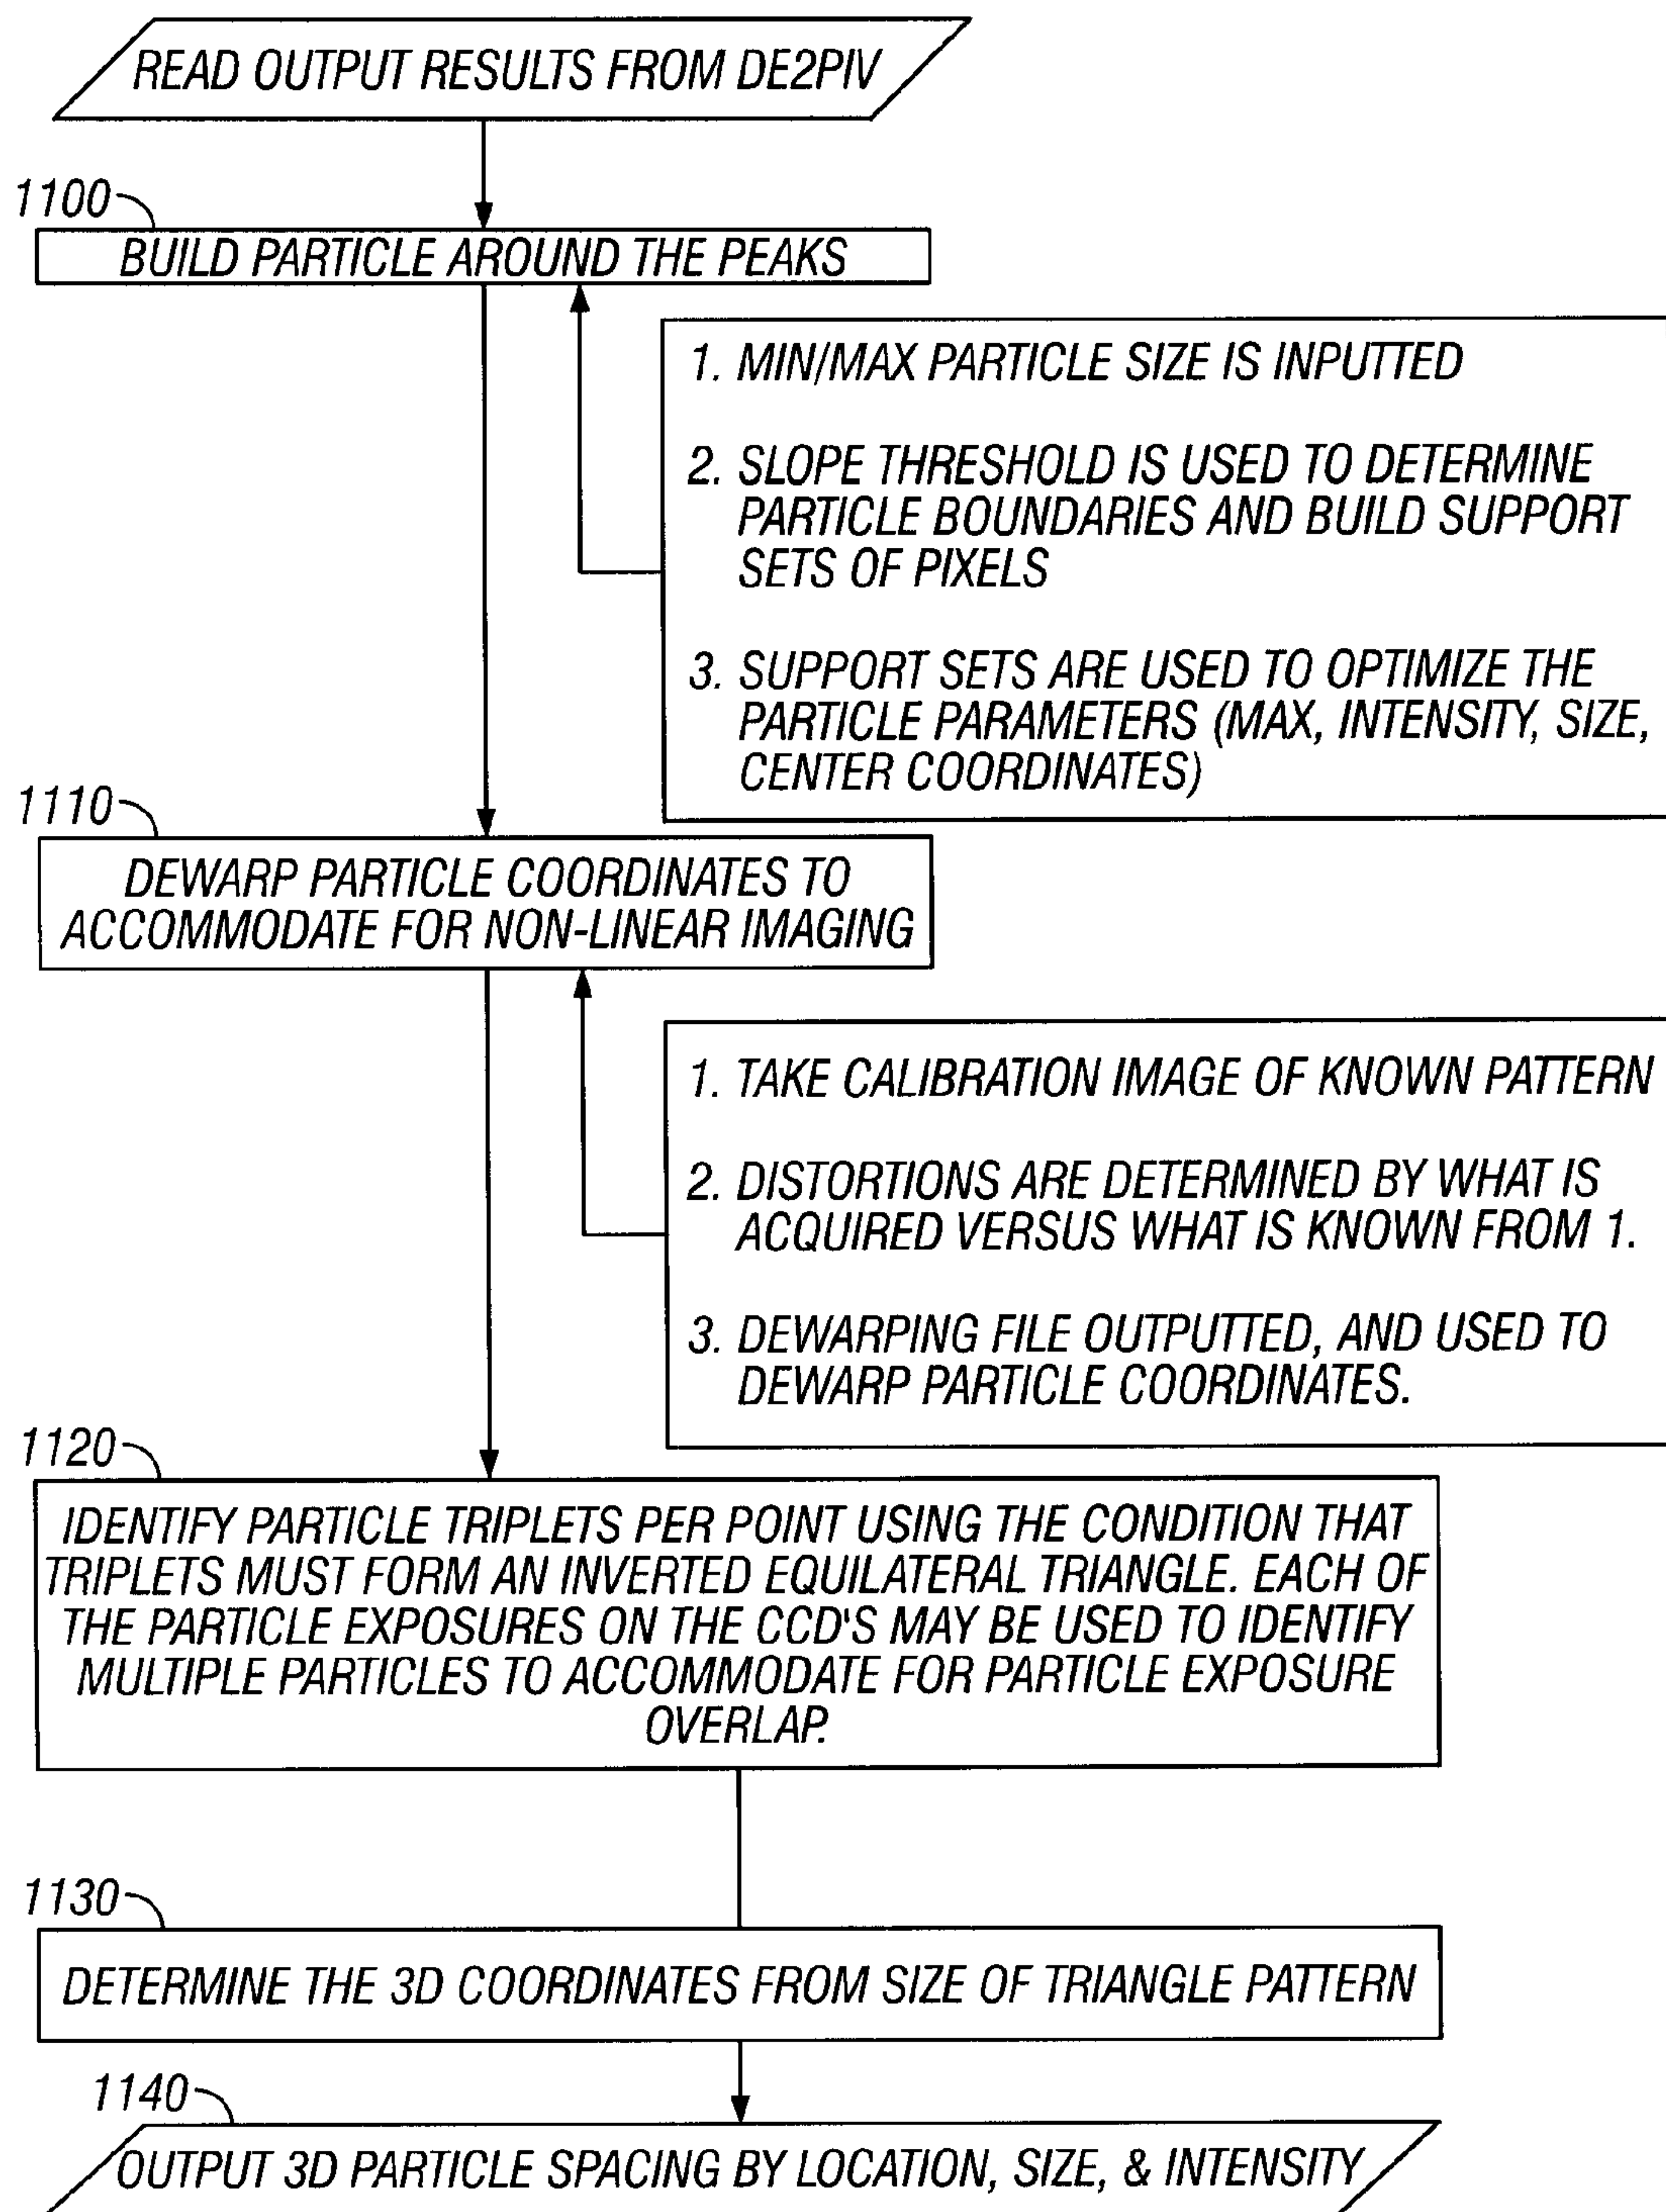 READ OUTPUT RESULTS FROM DE2PIV
1100
BUILD PARTICLE AROUND THE PEAKS
1. MIN/MAX PARTICLE SIZE IS INPUTTED
2. SLOPE THRESHOLD IS USED TO DETERMINE
PARTICLE BOUNDARIES AND BUILD SUPPORT
SETS OF PIXELS
3. SUPPORT SETS ARE USED TO OPTIMIZE THE
PARTICLE PARAMETERS (MAX, INTENSITY, SIZE,
CENTER COORDINATES)
1110
DEWARP PARTICLE COORDINATES TO
ACCOMMODATE FOR NON-LINEAR IMAGING
1. TAKE CALIBRATION IMAGE OF KNOWN PATTERN
2. DISTORTIONS ARE DETERMINED BY WHAT IS
ACQUIRED VERSUS WHAT IS KNOWN FROM 1.
3. DEWARPING FILE OUTPUTTED, AND USED TO
DEWARP PARTICLE COORDINATES.
1120
IDENTIFY PARTICLE TRIPLETS PER POINT USING THE CONDITION THAT
TRIPLETS MUST FORM AN INVERTED EQUILATERAL TRIANGLE. EACH OF
THE PARTICLE EXPOSURES ON THE CCD'S MAY BE USED TO IDENTIFY
MULTIPLE PARTICLES TO ACCOMMODATE FOR PARTICLE EXPOSURE
OVERLAP.
1130
DETERMINE THE 3D COORDINATES FROM SIZE OF TRIANGLE PATTERN
1140
OUTPUT 3D PARTICLE SPACING BY LOCATION, SIZE, & INTENSITY